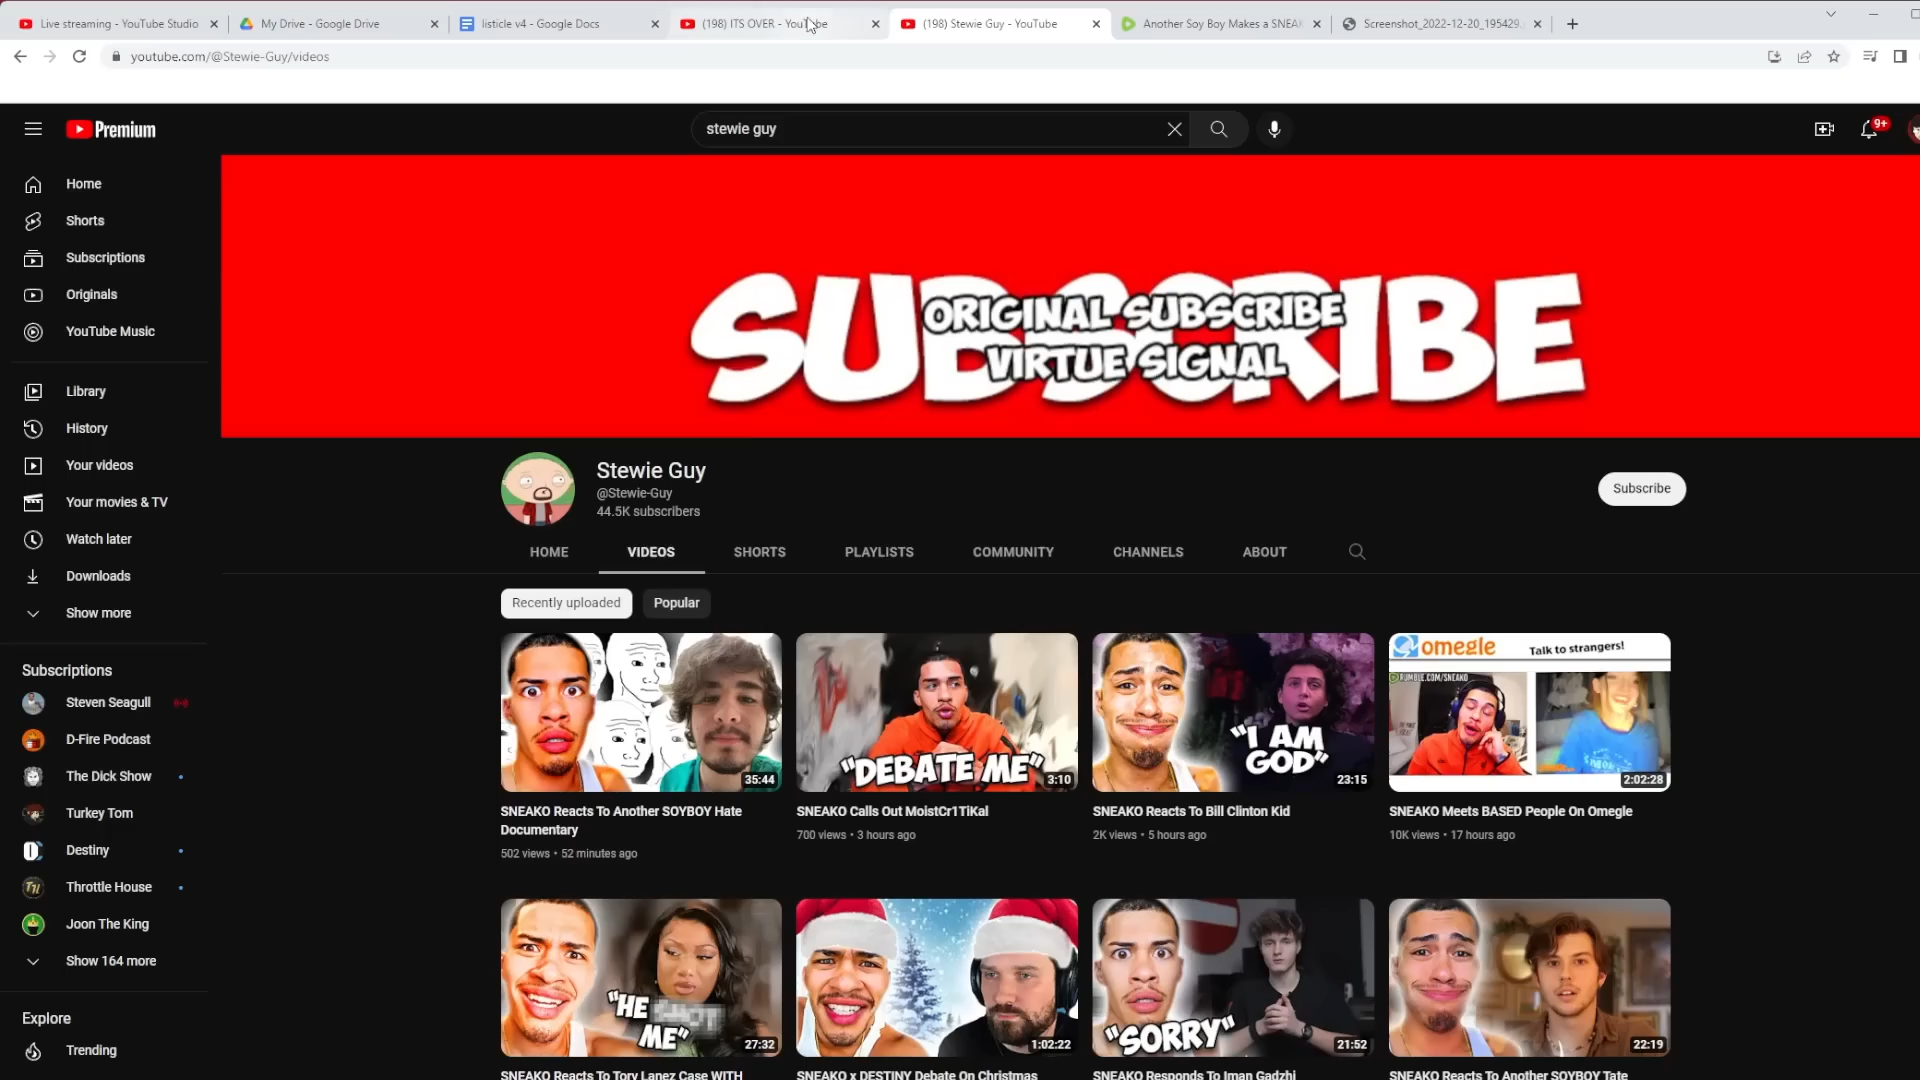 Live streaming - YouTube Studio
My Drive - Google Drive
listicle v4 - Google Docs
(198) ITS OVER - YouTube
(198) Stewie Guy - YouTube
Another Soy Boy Makes a SNEA
Screenshot_2022-12-20_195429
youtube.com/@Stewie-Guy/videos
Premium
stewie guy
9+
Home
Shorts
Subscriptions
Originals
YouTube Music
Library
History
Your videos
Your movies & TV
Watch later
Downloads
Show more
Subscriptions
Steven Seagull
D-Fire Podcast
The Dick Show
Turkey Tom
Destiny
Throttle House
Joon The King
Show 164 more
Explore
Trending
SUBSCRIBE
ORIGINAL SUBSCRIBE
VIRTUE SIGNAL
Stewie Guy
@Stewie-Guy
44.5K subscribers
Subscribe
HOME
VIDEOS
SHORTS
PLAYLISTS
COMMUNITY
CHANNELS
ABOUT
Recently uploaded
Popular
35:44
SNEAKO Reacts To Another SOYBOY Hate
Documentary
502 views • 52 minutes ago
"DEBATE ME"
3:10
SNEAKO Calls Out MoistCr1TiKal
700 views • 3 hours ago
"I AM
GOD"
23:15
SNEAKO Reacts To Bill Clinton Kid
2K views • 5 hours ago
omegle
Talk to strangers!
RUMBLE.COM/SNEAKO
2:02:28
SNEAKO Meets BASED People On Omegle
10K views • 17 hours ago
"HE SHOT
ME"
27:32
SNEAKO Reacts To Tory Lanez Case WITH
1:02:22
SNEAKO x DESTINY Debate On Christmas
"SORRY"
21:52
SNEAKO Responds To Iman Gadzhi
22:19
SNEAKO Reacts To Another SOYBOY Tate